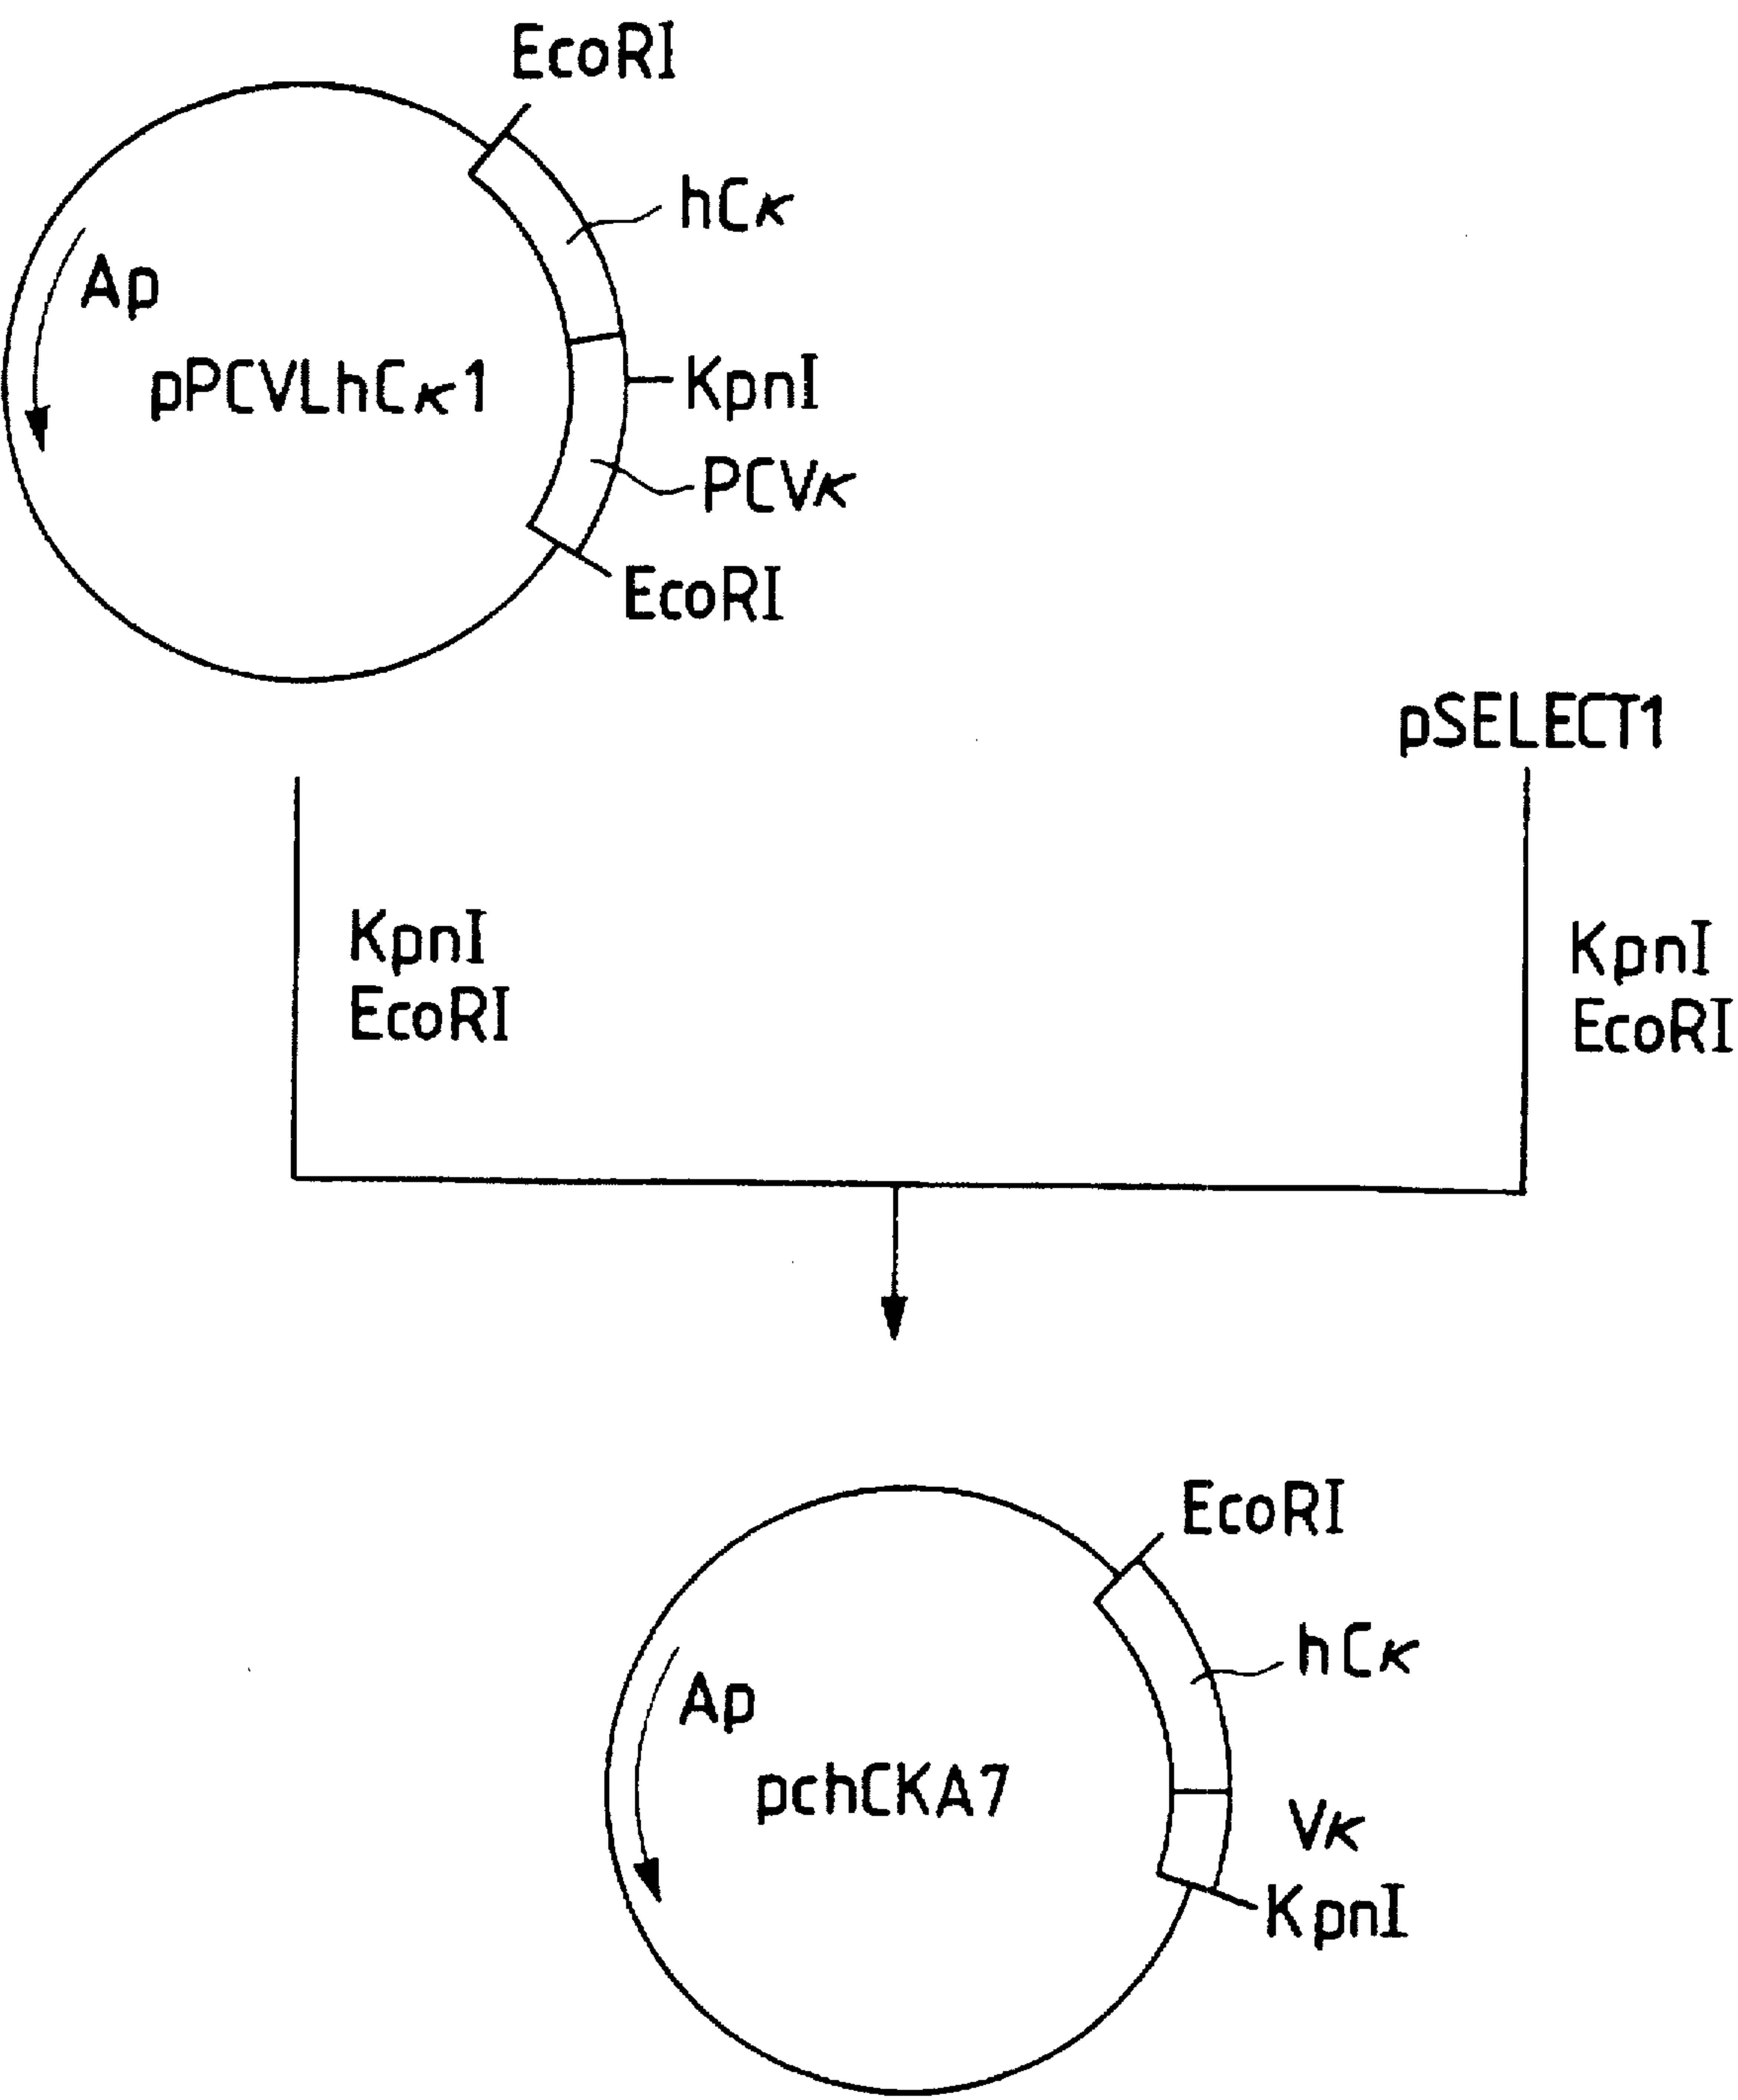 EcoRI
hCκ
Ap
pPCVLhCκ1
KpnI
PCVκ
EcoRI
pSELECT1
KpnI
EcoRI
KpnI
EcoRI
EcoRI
hCκ
Ap
pchCKA7
Vκ
KpnI